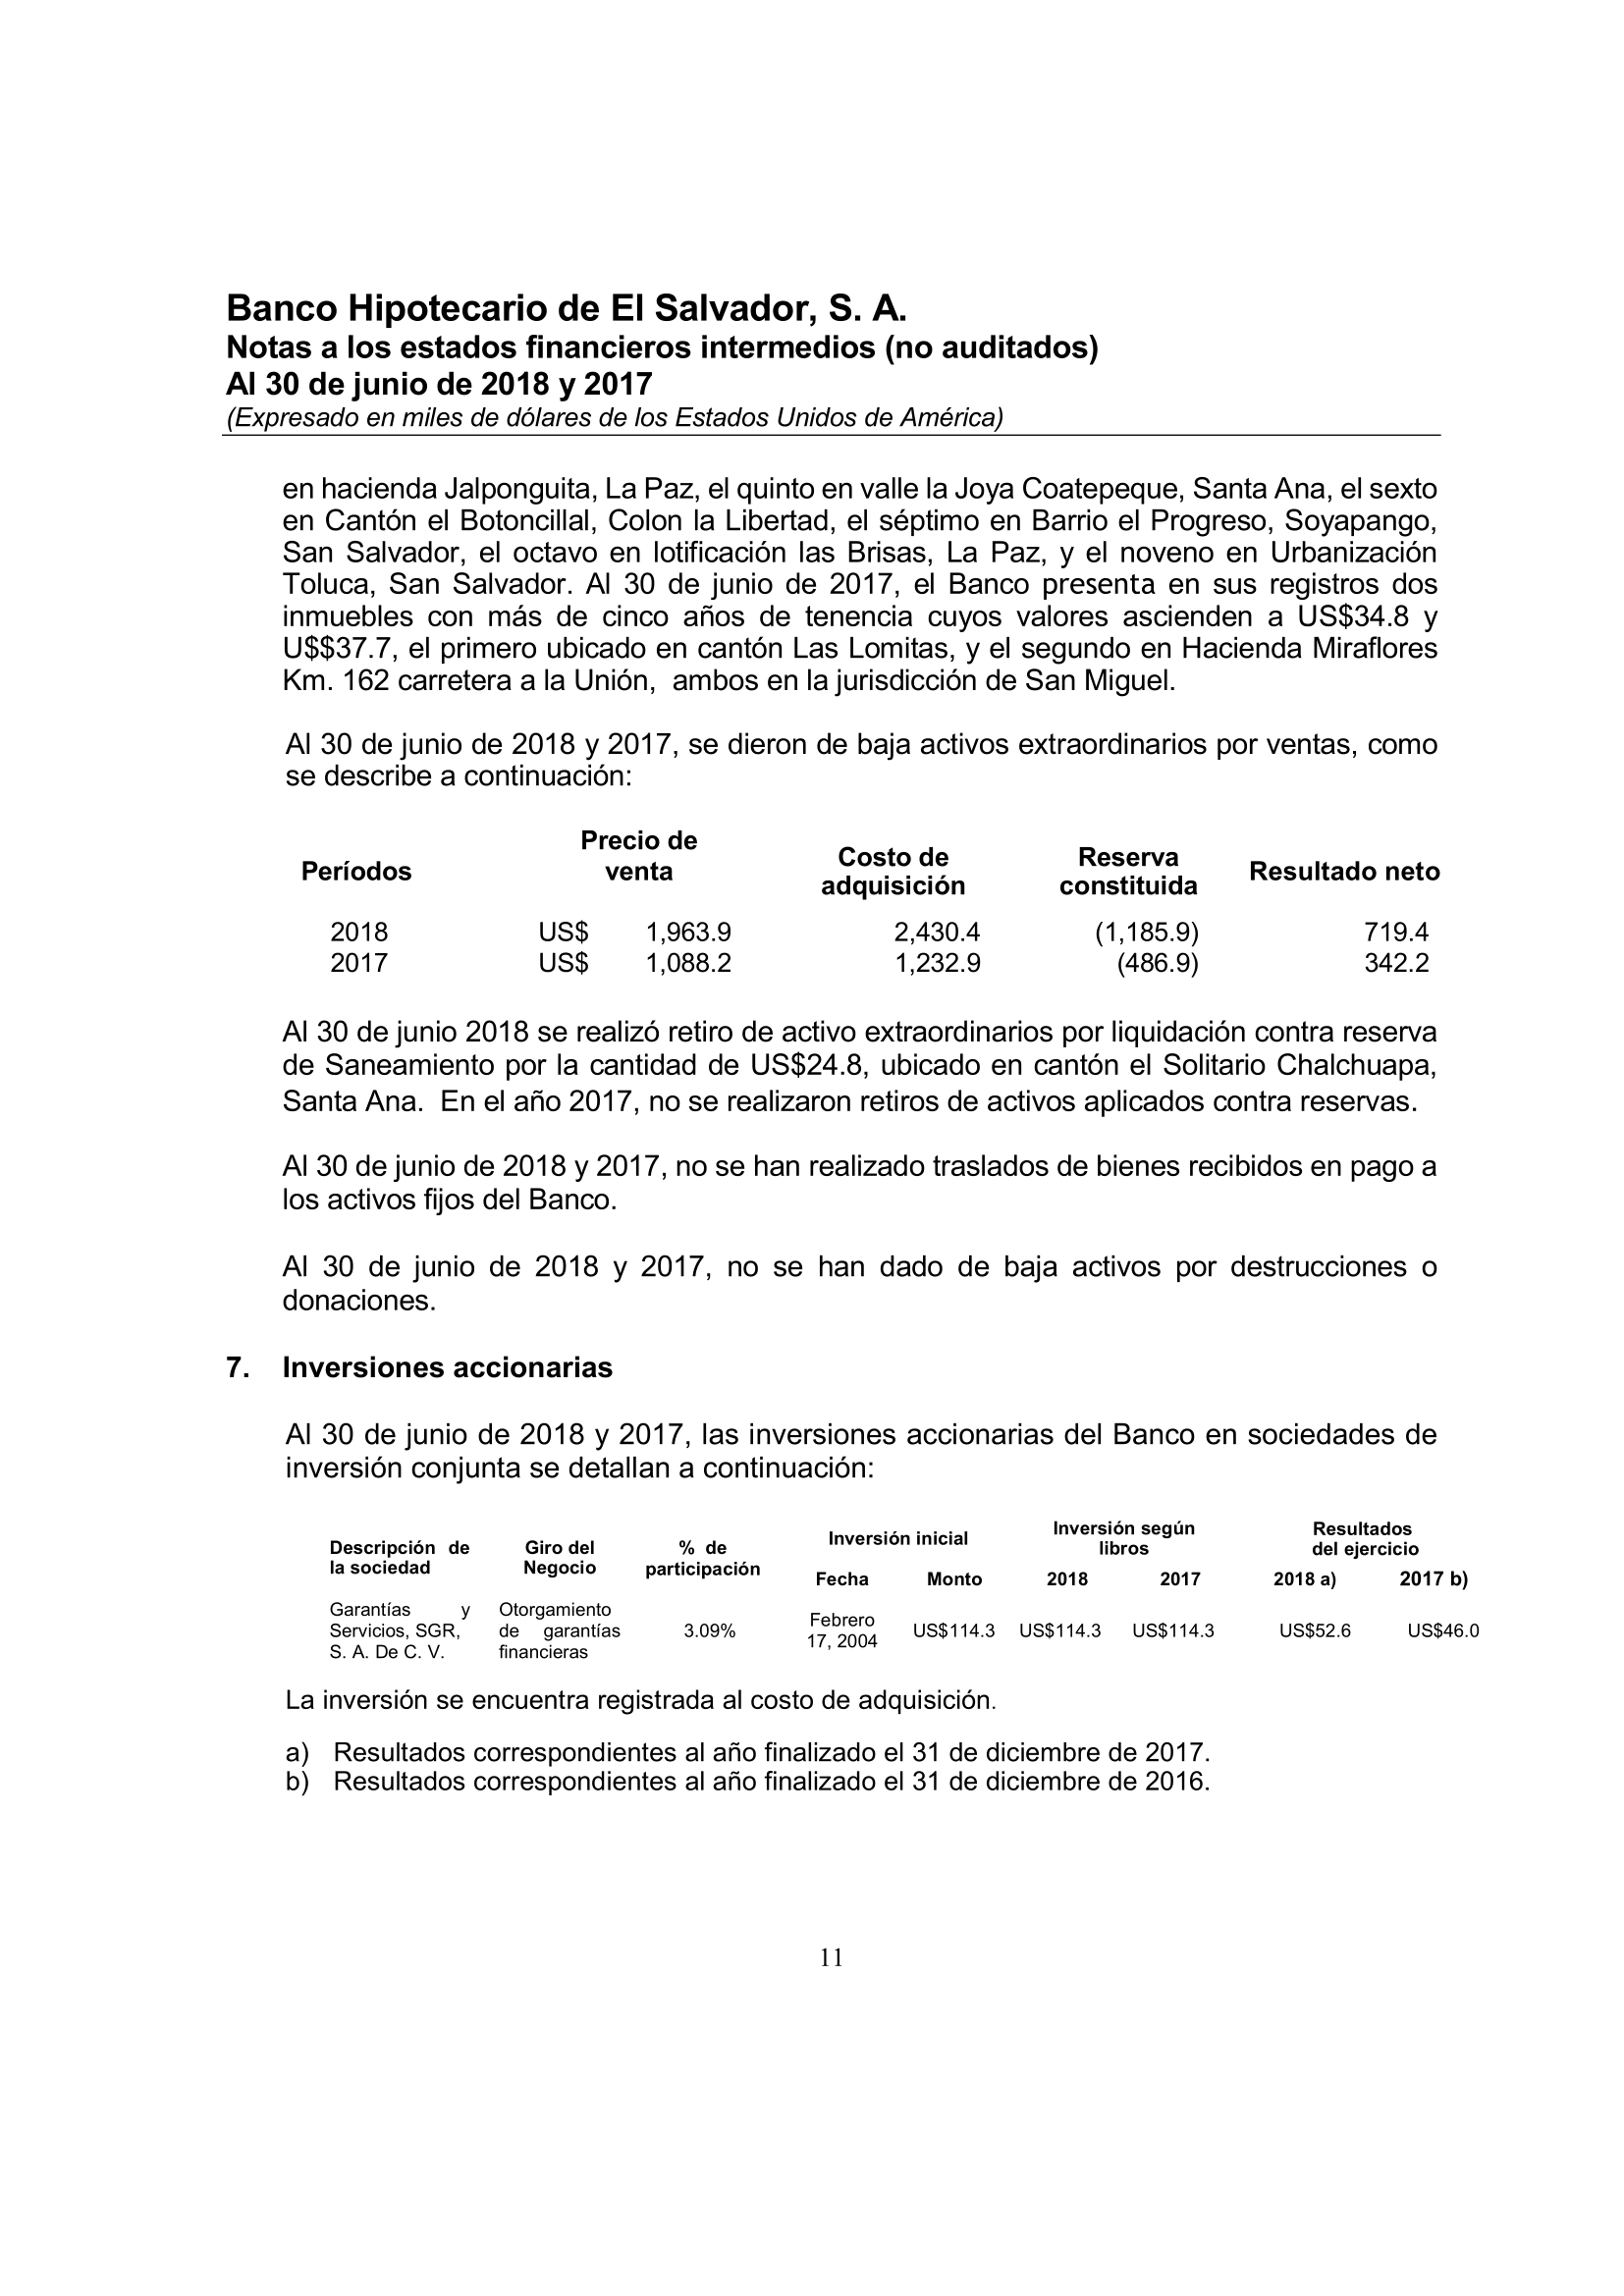 Banco Hipotecario de El Salvador, S. A.
Notas a los estados financieros intermedios (no auditados)
Al 30 de junio de 2018 y 2017
(Expresado en miles de dólares de los Estados Unidos de América)
en hacienda Jalponguita, La Paz, el quinto en valle la Joya Coatepeque, Santa Ana, el sexto
en Cantón el Botoncillal, Colon la Libertad, el séptimo en Barrio el Progreso, Soyapango,
San Salvador, el octavo en lotificación las Brisas, La Paz, y el noveno en Urbanización
Toluca, San Salvador. Al 30 de junio de 2017, el Banco presenta en sus registros dos
inmuebles con más de cinco años de tenencia cuyos valores ascienden a US$34.8 y
U$$37.7, el primero ubicado en cantón Las Lomitas, y el segundo en Hacienda Miraflores
Km. 162 carretera a la Unión, ambos en la jurisdicción de San Miguel.
Al 30 de junio de 2018 y 2017, se dieron de baja activos extraordinarios por ventas, como
se describe a continuación:
Períodos Precio de venta Costo de adquisición Reserva constituida Resultado neto
2018 US$ 1,963.9 2,430.4 (1,185.9) 719.4
2017 US$ 1,088.2 1,232.9 (486.9) 342.2
Al 30 de junio 2018 se realizó retiro de activo extraordinarios por liquidación contra reserva
de Saneamiento por la cantidad de US$24.8, ubicado en cantón el Solitario Chalchuapa,
Santa Ana. En el año 2017, no se realizaron retiros de activos aplicados contra reservas.
Al 30 de junio de 2018 y 2017, no se han realizado traslados de bienes recibidos en pago a
los activos fijos del Banco.
Al 30 de junio de 2018 y 2017, no se han dado de baja activos por destrucciones o
donaciones.
7. Inversiones accionarias
Al 30 de junio de 2018 y 2017, las inversiones accionarias del Banco en sociedades de
inversión conjunta se detallan a continuación:
Descripción de la sociedad Giro del Negocio % de participación Inversión inicial Inversión según libros Resultados del ejercicio
Fecha Monto 2018 2017 2018 a) 2017 b)
Garantías y Servicios, SGR, S. A. De C. V. Otorgamiento de garantías financieras 3.09% Febrero 17, 2004 US$114.3 US$114.3 US$114.3 US$52.6 US$46.0
La inversión se encuentra registrada al costo de adquisición.
a) Resultados correspondientes al año finalizado el 31 de diciembre de 2017.
b) Resultados correspondientes al año finalizado el 31 de diciembre de 2016.
11